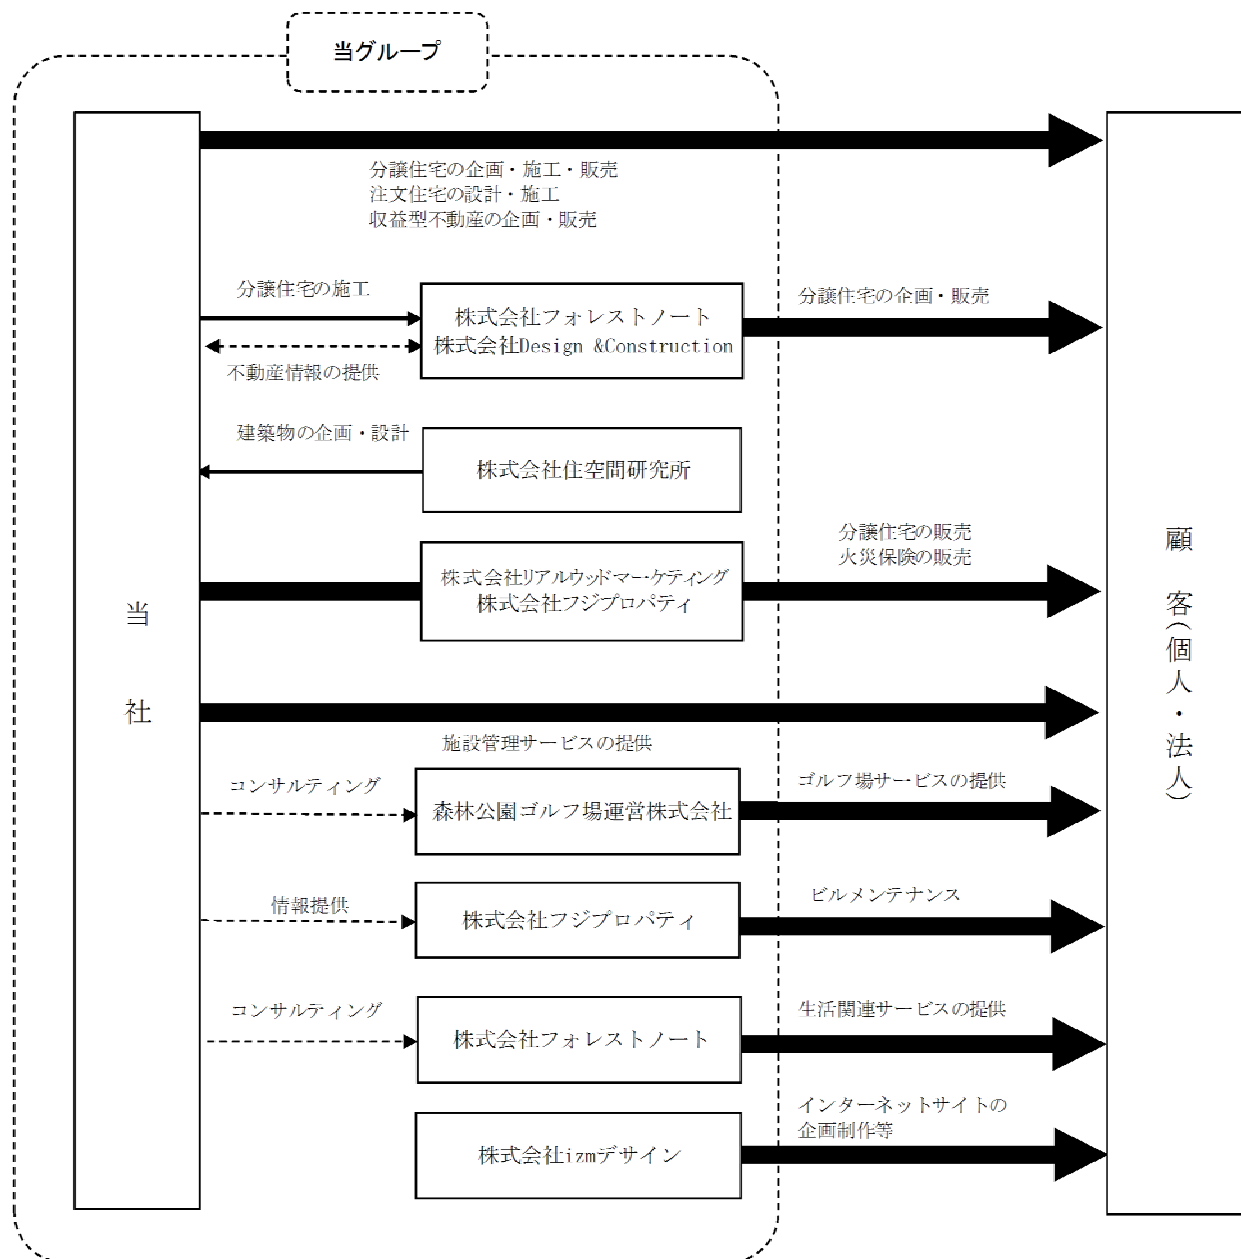 当グループ
分譲住宅の企画・施工・販売
注文住宅の設計・施工
収益型不動産の企画・販売
分譲住宅の施工
不動産情報の提供
株式会社フォレストノート
株式会社Design &Construction
分譲住宅の企画・販売
建築物の企画・設計
株式会社住空間研究所
株式会社リアルウッドマーケティング
株式会社フジプロパティ
分譲住宅の販売
火災保険の販売
当社
顧客(個人・法人)
施設管理サービスの提供
コンサルティング
森林公園ゴルフ場運営株式会社
ゴルフ場サービスの提供
情報提供
株式会社フジプロパティ
ビルメンテナンス
コンサルティング
株式会社フォレストノート
生活関連サービスの提供
株式会社izmデザイン
インターネットサイトの
企画制作等